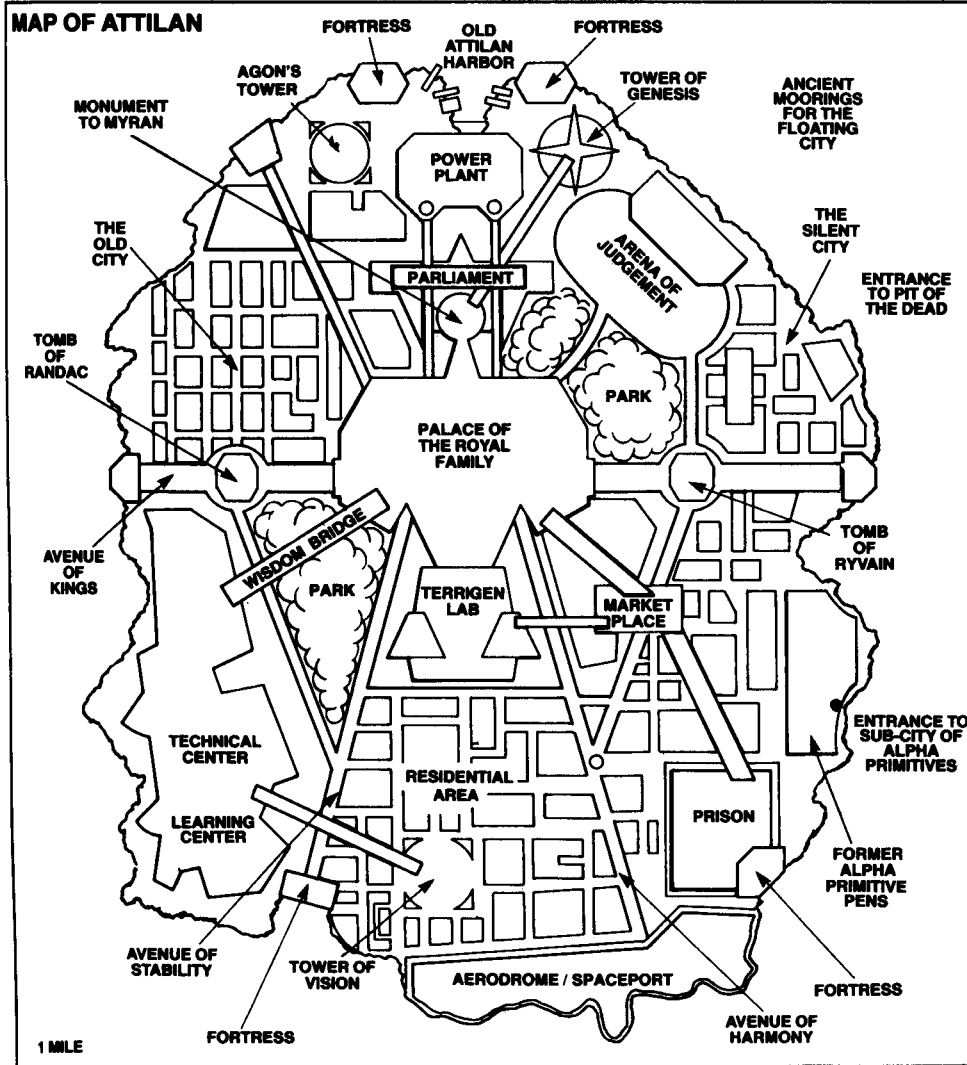 MAP OF ATTILAN
FORTRESS
OLD
ATTILAN
HARBOR
FORTRESS
AGON'S
TOWER
TOWER OF
GENESIS
ANCIENT
MOORINGS
FOR THE
FLOATING
CITY
MONUMENT
TO MYRAN
POWER
PLANT
THE
OLD
CITY
PARLIAMENT
ARENA OF
JUDGEMENT
THE
SILENT
CITY
ENTRANCE
TO PIT OF
THE DEAD
TOMB
OF
RANDAC
PARK
PALACE OF
THE ROYAL
FAMILY
AVENUE
OF
KINGS
WISDOM BRIDGE
PARK
TERRIGEN
LAB
MARKET
PLACE
TOMB
OF
RYVAIN
TECHNICAL
CENTER
LEARNING
CENTER
RESIDENTIAL
AREA
PRISON
ENTRANCE TO
SUB-CITY OF
ALPHA
PRIMITIVES
FORMER
ALPHA
PRIMITIVE
PENS
AVENUE OF
STABILITY
TOWER OF
VISION
AERODROME / SPACEPORT
FORTRESS
FORTRESS
AVENUE OF
HARMONY
1 MILE